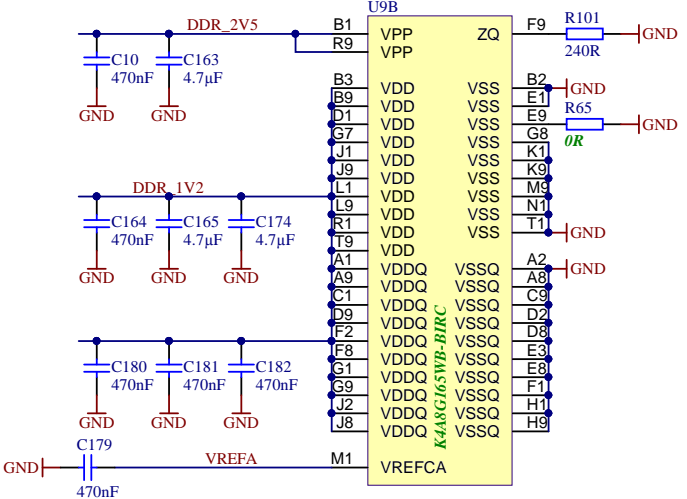 U9B
DDR_2V5 B1 VPP ZQ F9 R101 GND
R9 VPP 240R
C10 C163
470nF 4.7µF
GND GND
B3 VDD VSS B2 GND
B9 VDD VSS E1
D1 VDD VSS E9 R65 GND
G7 VDD VSS G8 0R
J1 VDD VSS K1
J9 VDD VSS K9
DDR_1V2 L1 VDD VSS M9
L9 VDD VSS N1
R1 VDD VSS T1 GND
T9 VDD
C164 C165 C174
470nF 4.7µF 4.7µF
GND GND GND
A1 VDDQ VSSQ A2 GND
A9 VDDQ VSSQ A8
C1 VDDQ VSSQ C9
D9 VDDQ VSSQ D2
F2 VDDQ VSSQ D8
F8 VDDQ VSSQ E3
G1 VDDQ VSSQ E8
G9 VDDQ VSSQ F1
J2 VDDQ VSSQ H1
J8 VDDQ VSSQ H9
K4A8G165WB-BIRC
C180 C181 C182
470nF 470nF 470nF
GND GND GND
C179
GND VREFA M1 VREFCA
470nF